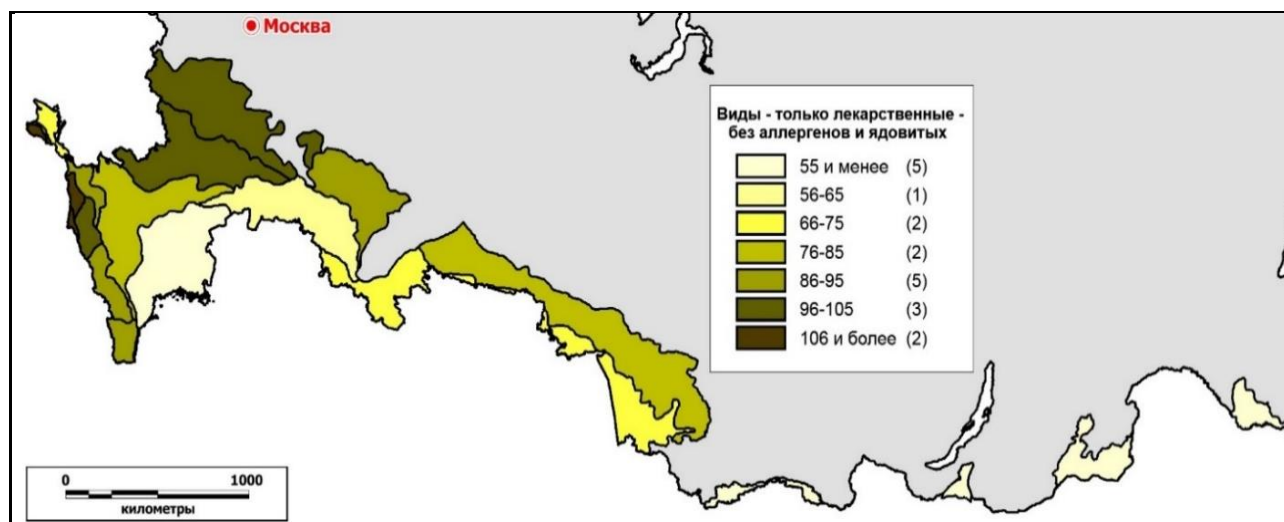 Москва
Виды - только лекарственные -
без аллергенов и ядовитых
55 и менее (5)
56-65 (1)
66-75 (2)
76-85 (2)
86-95 (5)
96-105 (3)
106 и более (2)
0 1000
километры